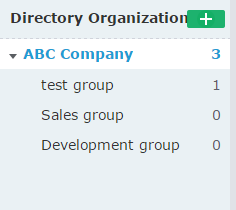 Directory Organization
ABC Company 3
test group 1
Sales group 0
Development group 0